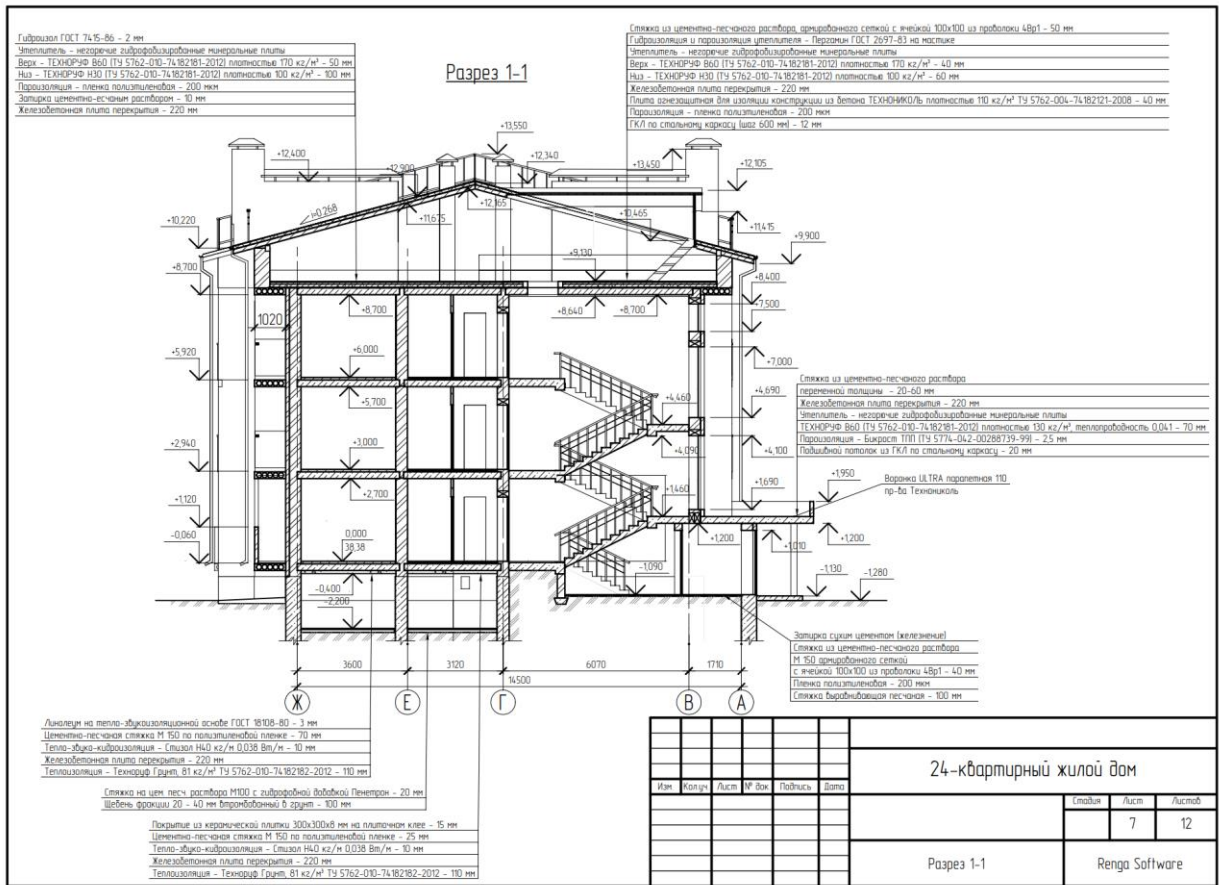 Гидроизол ГОСТ 7415-86 - 2 мм
Утеплитель - негорючие гидрофобизированные минеральные плиты
Верх - ТЕХНОРУФ В60 (ТУ 5762-010-74182181-2012) плотностью 170 кг/м³ - 50 мм
Низ - ТЕХНОРУФ Н30 (ТУ 5762-010-74182181-2012) плотностью 100 кг/м³ - 100 мм
Пароизоляция - пленка полиэтиленовая - 200 мкм
Затирка цементно-есчаным раствором - 10 мм
Железобетонная плита перекрытия - 220 мм
Разрез 1-1
Стяжка из цементно-песчаного раствора, армированного сеткой с ячейкой 100х100 из проволоки 4Вр1 - 50 мм
Гидроизоляция и пароизоляция утеплителя - Пергамин ГОСТ 2697-83 на мастике
Утеплитель - негорючие гидрофобизированные минеральные плиты
Верх - ТЕХНОРУФ В60 (ТУ 5762-010-74182181-2012) плотностью 170 кг/м³ - 40 мм
Низ - ТЕХНОРУФ Н30 (ТУ 5762-010-74182181-2012) плотностью 100 кг/м³ - 60 мм
Железобетонная плита перекрытия - 220 мм
Плита огнезащитная для изоляции конструкции из бетона ТЕХНОНИКОЛЬ плотностью 110 кг/м³ ТУ 5762-004-74182121-2008 - 40 мм
Пароизоляция - пленка полиэтиленовая - 200 мкм
ГКЛ по стальному каркасу (шаг 600 мм) - 12 мм
+13,550
+12,400
+12,900
+12,340
+13,450
+12,105
i=0.268
+11,675
+12,165
+10,465
+11,415
+10,220
+9,900
+9,130
+8,700
+8,400
+8,700
+8,640
+8,700
+7,500
1020
+7,000
+5,920
+6,000
+5,700
+4,460
+4,690
+4,090
+4,100
Стяжка из цементно-песчаного раствора
переменной толщины - 20-60 мм
Железобетонная плита перекрытия - 220 мм
Утеплитель - негорючие гидрофобизированные минеральные плиты
ТЕХНОРУФ В60 (ТУ 5762-010-74182181-2012) плотностью 130 кг/м³, теплопроводность 0,041 - 70 мм
Пароизоляция - Бикрост ТПП (ТУ 5774-042-00288739-99) - 2,5 мм
Подшивной потолок из ГКЛ по стальному каркасу - 20 мм
+2,940
+3,000
+2,700
+1,460
+1,690
+1,950
Воронка ULTRA парапетная 110
пр-ва Технониколь
+1,120
-0,060
0,000
38,38
+1,200
+1,010
+1,200
-0,400
-1,090
-1,130
-1,280
-2,200
Затирка сухим цементом (железнение)
Стяжка из цементно-песчаного раствора
М 150 армированного сеткой
с ячейкой 100х100 из проволоки 4Вр1 - 40 мм
Пленка полиэтиленовая - 200 мкм
Стяжка выравнивающая песчаная - 100 мм
3600
3120
6070
1710
14500
Ж
Е
Г
В
А
Линолеум на тепло-звукоизоляционной основе ГОСТ 18108-80 - 3 мм
Цементно-песчаная стяжка М 150 по полиэтиленовой пленке - 70 мм
Тепло-звуко-кидроизоляция - Стизол Н40 кг/м 0,038 Вт/м - 10 мм
Железобетонная плита перекрытия - 220 мм
Теплоизоляция - Техноруф Грунт, 81 кг/м³ ТУ 5762-010-74182182-2012 - 110 мм
Стяжка на цем. песч. раствора М100 с гидрофобной добавкой Пенетрон - 20 мм
Щебень фракции 20 - 40 мм втромбованный в грунт - 100 мм
Покрытие из керамической плитки 300х300х8 мм на плиточном клее - 15 мм
Цементно-песчаная стяжка М 150 по полиэтиленовой пленке - 25 мм
Тепло-звуко-кидроизоляция - Стизол Н40 кг/м 0,038 Вт/м - 10 мм
Железобетонная плита перекрытия - 220 мм
Теплоизоляция - Техноруф Грунт, 81 кг/м³ ТУ 5762-010-74182182-2012 - 110 мм
24-квартирный жилой дом
Изм Кол.уч Лист № док Подпись Дата
Стадия Лист Листов
7 12
Разрез 1-1
Renga Software